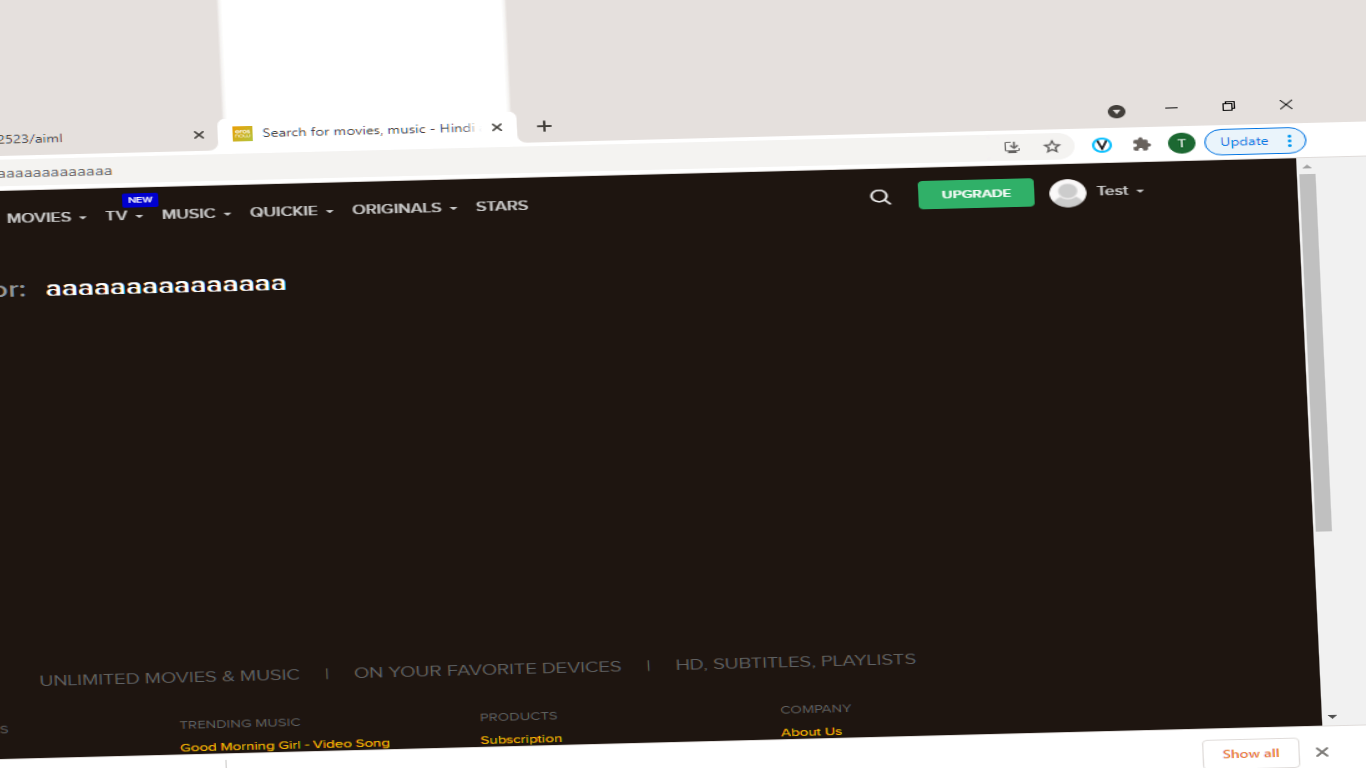 2523/aiml
Search for movies, music - Hindi
aaaaaaaaaaaaa
Update
T
MOVIES
TV
NEW
MUSIC
QUICKIE
ORIGINALS
STARS
UPGRADE
Test
or: aaaaaaaaaaaaaaa
UNLIMITED MOVIES & MUSIC | ON YOUR FAVORITE DEVICES | HD, SUBTITLES, PLAYLISTS
S
TRENDING MUSIC
PRODUCTS
COMPANY
Good Morning Girl - Video Song
Subscription
About Us
Show all